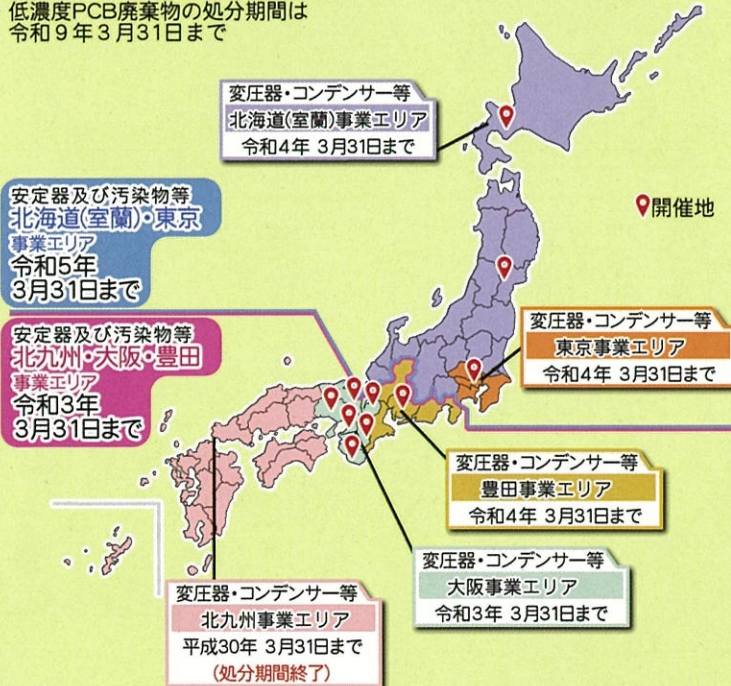 低濃度PCB廃棄物の処分期間は
令和9年3月31日まで
変圧器・コンデンサー等
北海道(室蘭)事業エリア
令和4年 3月31日まで
安定器及び汚染物等
北海道(室蘭)・東京
事業エリア
令和5年
3月31日まで
開催地
安定器及び汚染物等
北九州・大阪・豊田
事業エリア
令和3年
3月31日まで
変圧器・コンデンサー等
東京事業エリア
令和4年 3月31日まで
変圧器・コンデンサー等
豊田事業エリア
令和4年 3月31日まで
変圧器・コンデンサー等
大阪事業エリア
令和3年 3月31日まで
変圧器・コンデンサー等
北九州事業エリア
平成30年 3月31日まで
(処分期間終了)